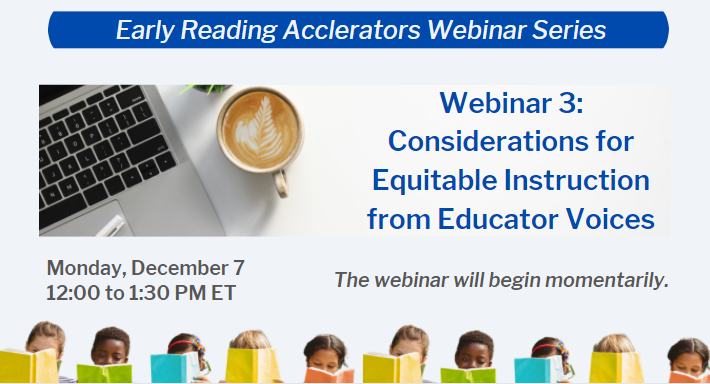 Early Reading Acclerators Webinar Series
Webinar 3:
Considerations for
Equitable Instruction
from Educator Voices
Monday, December 7
12:00 to 1:30 PM ET
The webinar will begin momentarily.